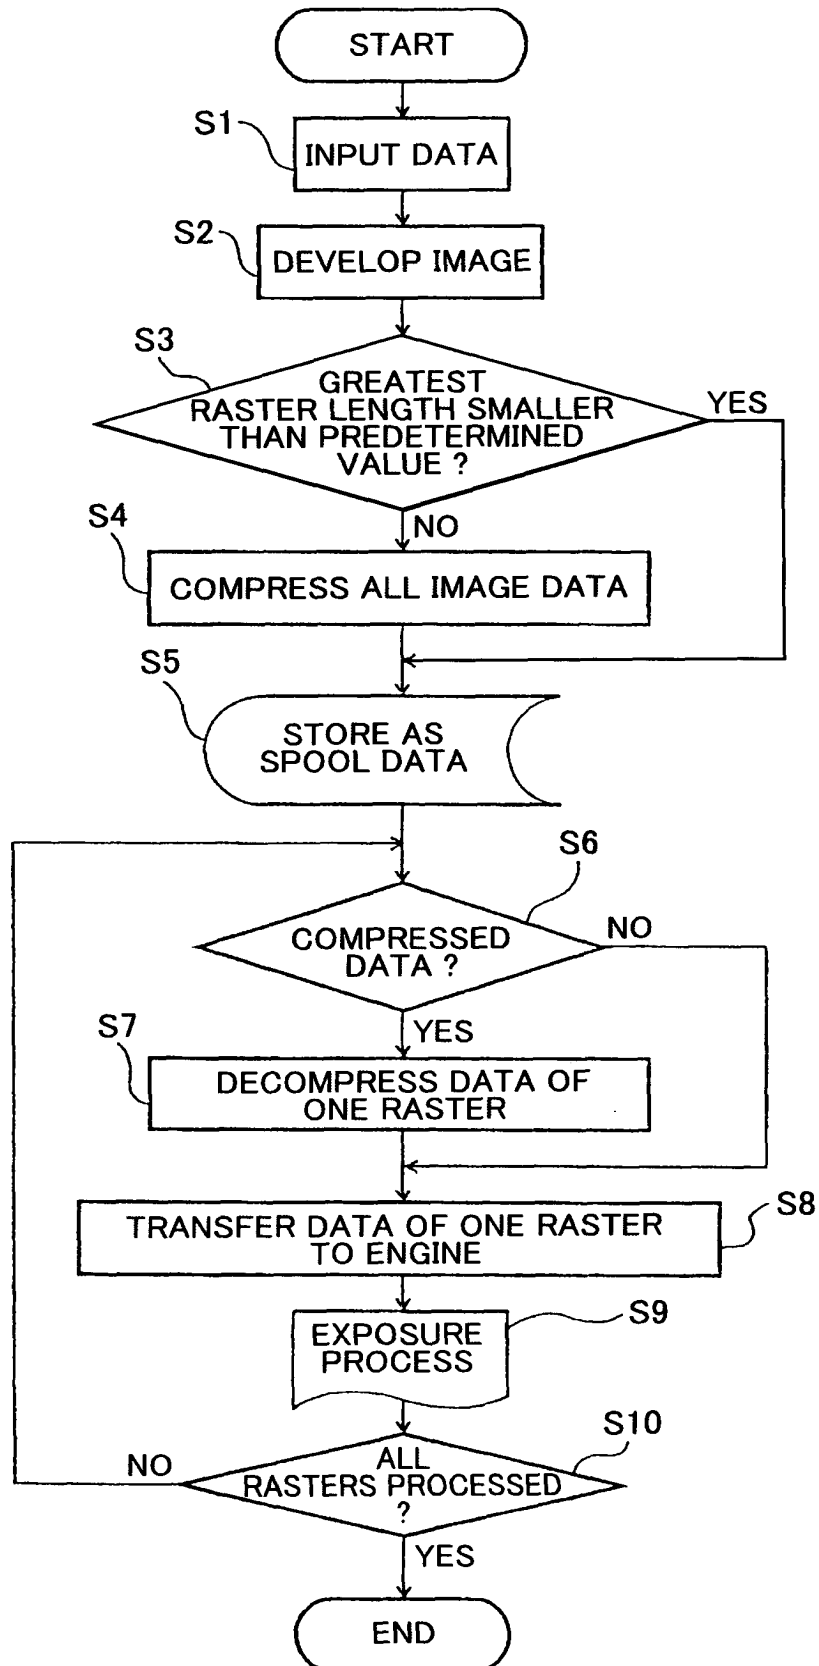 START
S1
INPUT DATA
S2
DEVELOP IMAGE
S3
GREATEST
RASTER LENGTH SMALLER
THAN PREDETERMINED
VALUE ?
YES
NO
S4
COMPRESS ALL IMAGE DATA
S5
STORE AS
SPOOL DATA
S6
COMPRESSED
DATA ?
NO
YES
S7
DECOMPRESS DATA OF
ONE RASTER
S8
TRANSFER DATA OF ONE RASTER
TO ENGINE
S9
EXPOSURE
PROCESS
S10
ALL
RASTERS PROCESSED
?
NO
YES
END